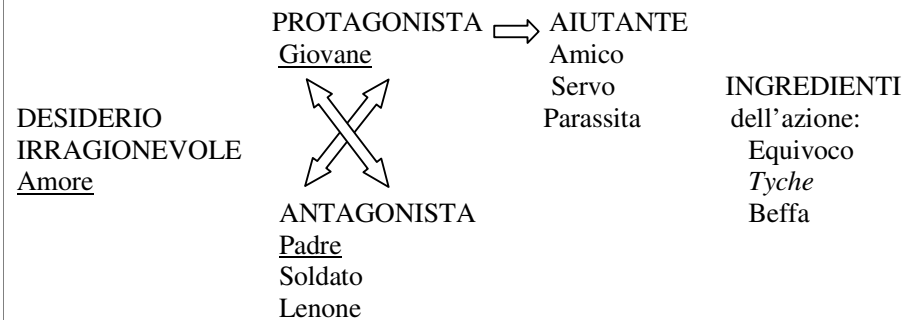 PROTAGONISTA
Giovane
AIUTANTE
Amico
Servo
Parassita
DESIDERIO
IRRAGIONEVOLE
Amore
INGREDIENTI
dell’azione:
Equivoco
Tyche
Beffa
ANTAGONISTA
Padre
Soldato
Lenone